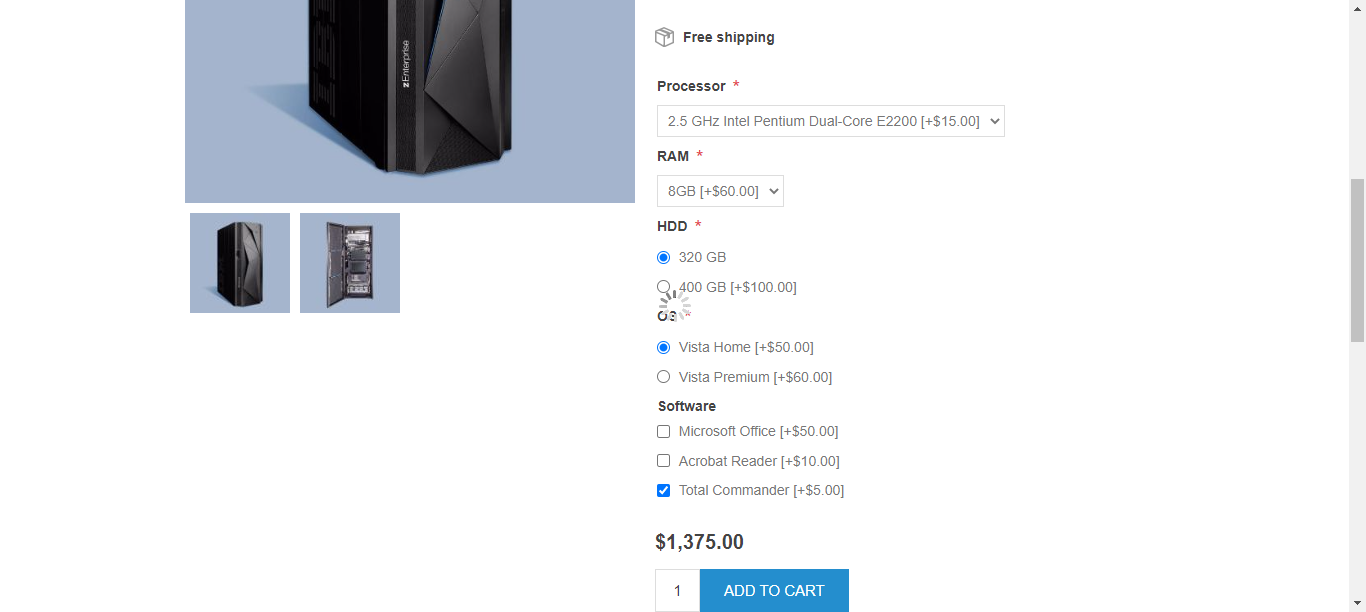 zEnterprise
Free shipping
Processor *
2.5 GHz Intel Pentium Dual-Core E2200 [+$15.00]
RAM *
8GB [+$60.00]
HDD *
320 GB
400 GB [+$100.00]
OS *
Vista Home [+$50.00]
Vista Premium [+$60.00]
Software
Microsoft Office [+$50.00]
Acrobat Reader [+$10.00]
Total Commander [+$5.00]
$1,375.00
1 ADD TO CART